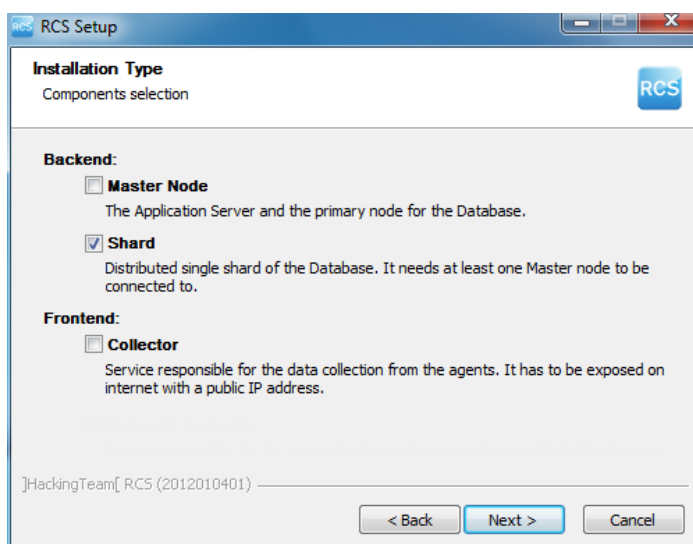 RCS RCS Setup
Installation Type
Components selection
RCS
Backend:
Master Node
The Application Server and the primary node for the Database.
Shard
Distributed single shard of the Database. It needs at least one Master node to be
connected to.
Frontend:
Collector
Service responsible for the data collection from the agents. It has to be exposed on
internet with a public IP address.
]HackingTeam[ RCS (2012010401)
< Back Next > Cancel